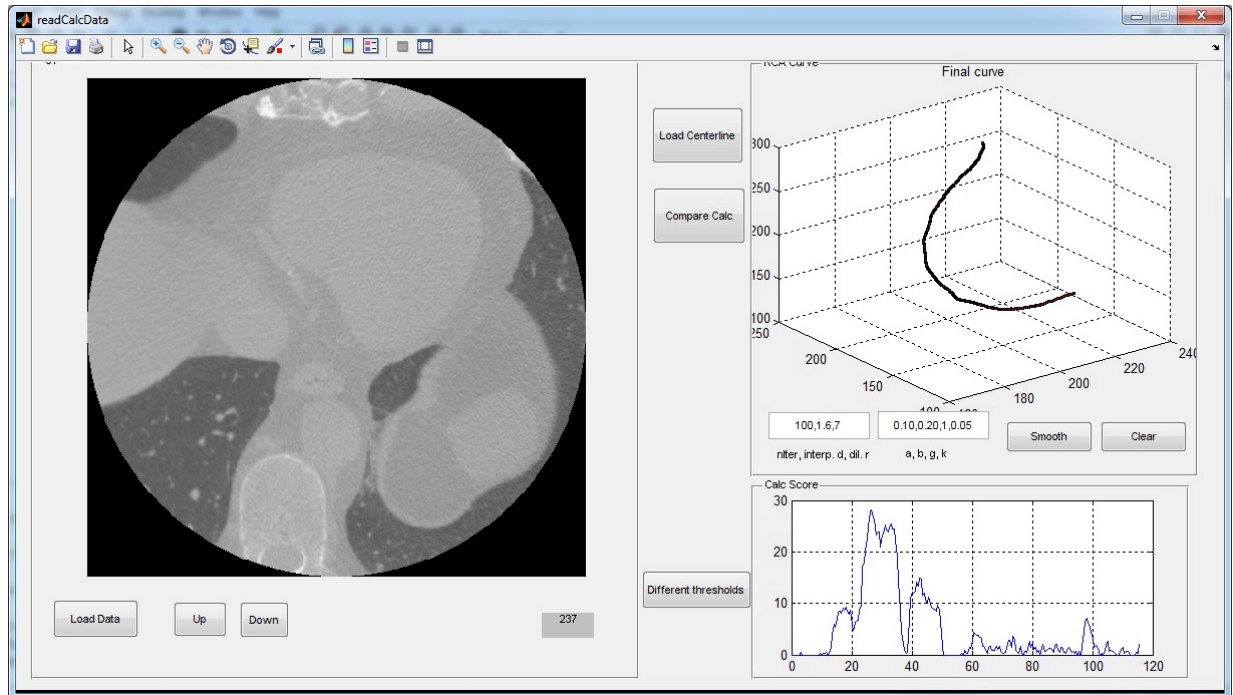 readCalcData
RCA Curve
Final curve
Load Centerline
Compare Calc
300
250
200
150
100
250
200
150
180
200
220
240
100,1.6,7
0.10,0.20,1,0.05
nIter, interp. d, dil. r
a, b, g, k
Smooth
Clear
Calc Score
30
20
10
0
0
20
40
60
80
100
120
Different thresholds
Load Data
Up
Down
237